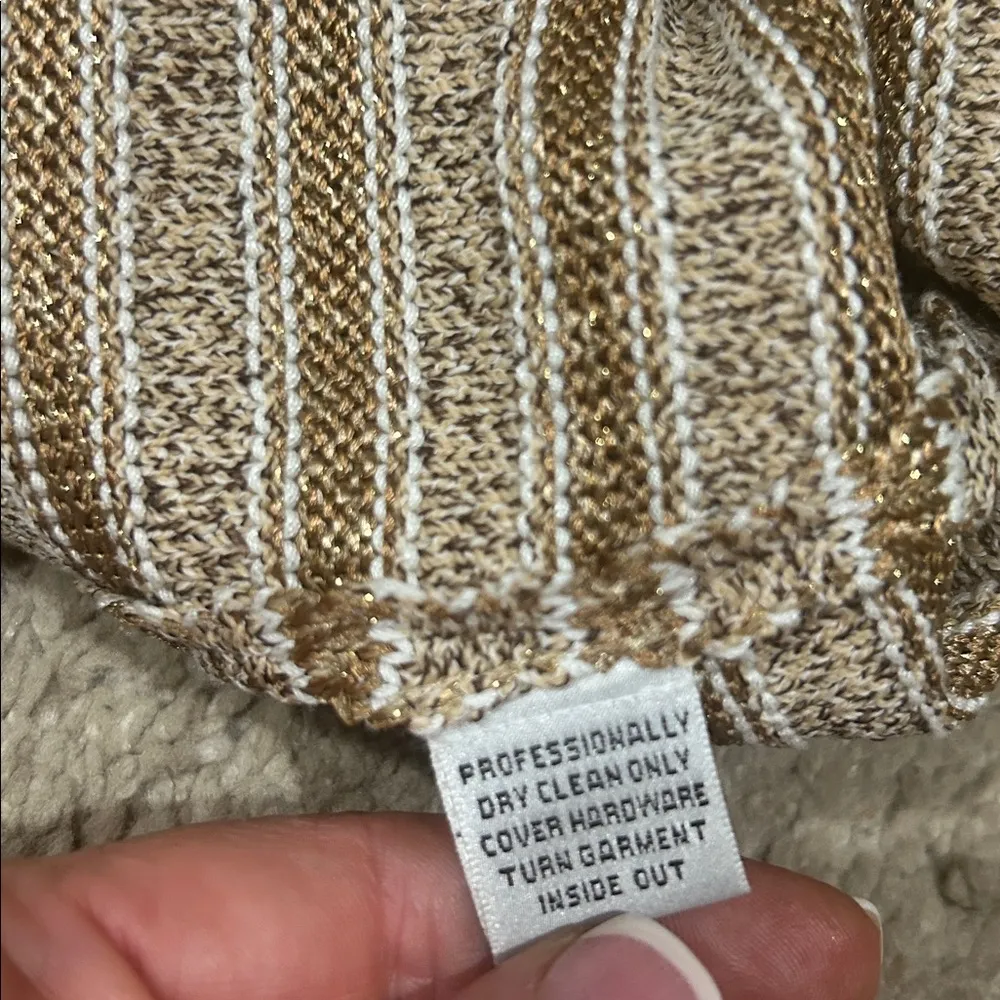 PROFESSIONALLY
DRY CLEAN ONLY
COVER HARDWARE
TURN GARMENT
INSIDE OUT